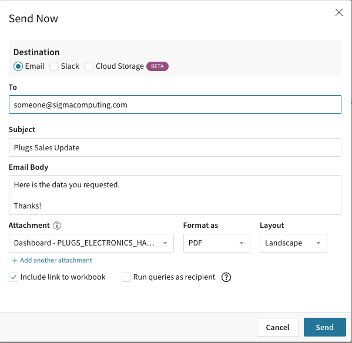 Send Now
Destination
Email Slack Cloud Storage BETA
To
someone@sigmacomputing.com
Subject
Plugs Sales Update
Email Body
Here is the data you requested.
Thanks!
Attachment Format as Layout
Dashboard - PLUGS_ELECTRONICS_HA... PDF Landscape
+ Add another attachment
Include link to workbook Run queries as recipient
Cancel Send